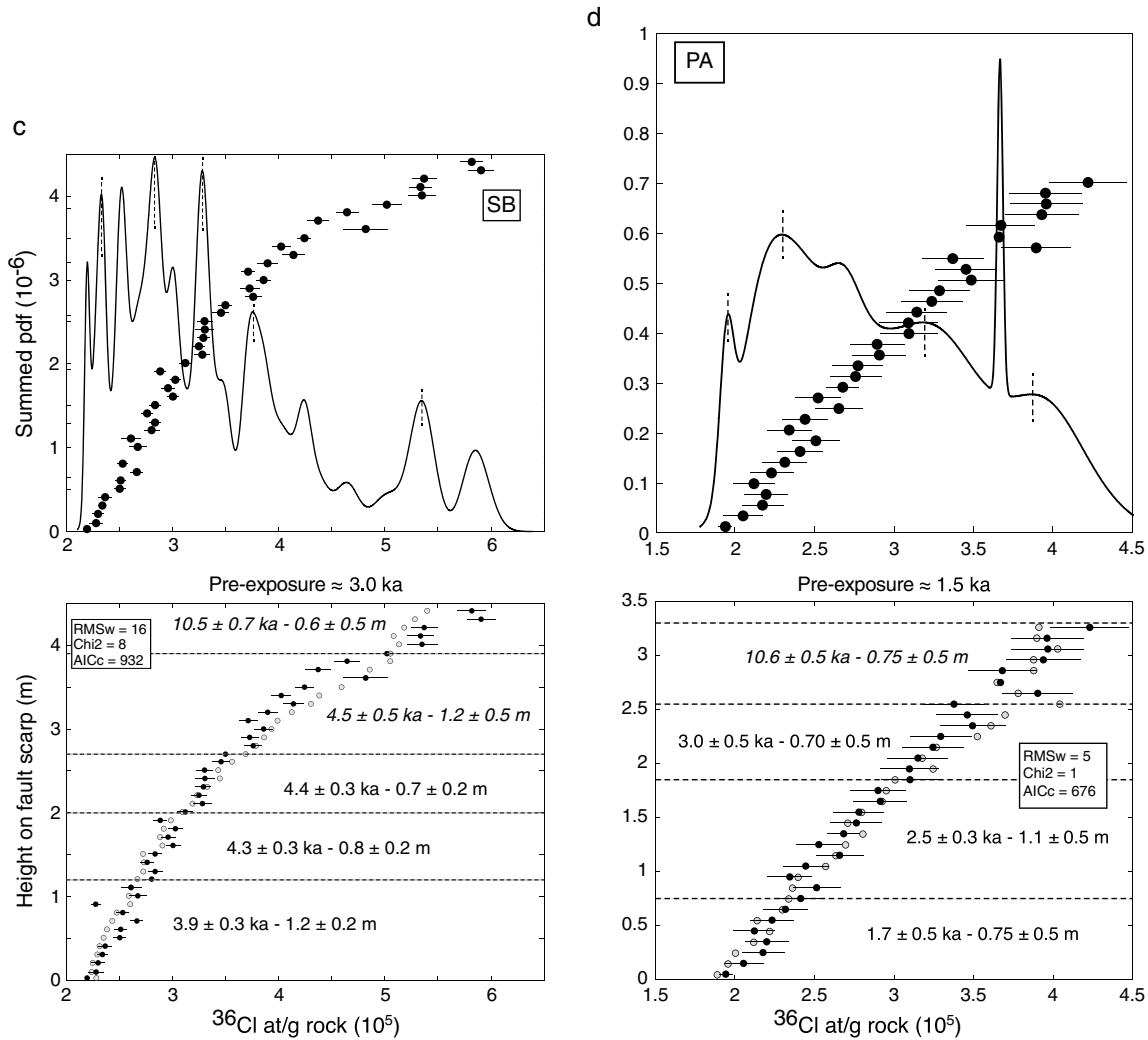 c
SB
Summed pdf (10⁻⁶)
4
3
2
1
0
2 3 4 5 6
Pre-exposure ≈ 3.0 ka
RMSw = 16
Chi2 = 8
AICc = 932
10.5 ± 0.7 ka - 0.6 ± 0.5 m
4.5 ± 0.5 ka - 1.2 ± 0.5 m
4.4 ± 0.3 ka - 0.7 ± 0.2 m
4.3 ± 0.3 ka - 0.8 ± 0.2 m
3.9 ± 0.3 ka - 1.2 ± 0.2 m
Height on fault scarp (m)
4
3
2
1
0
2 3 4 5 6
³⁶Cl at/g rock (10⁵)
d
PA
1
0.9
0.8
0.7
0.6
0.5
0.4
0.3
0.2
0.1
0
1.5 2 2.5 3 3.5 4 4.5
Pre-exposure ≈ 1.5 ka
3.5
3
2.5
2
1.5
1
0.5
0
10.6 ± 0.5 ka - 0.75 ± 0.5 m
3.0 ± 0.5 ka - 0.70 ± 0.5 m
RMSw = 5
Chi2 = 1
AICc = 676
2.5 ± 0.3 ka - 1.1 ± 0.5 m
1.7 ± 0.5 ka - 0.75 ± 0.5 m
1.5 2 2.5 3 3.5 4 4.5
³⁶Cl at/g rock (10⁵)